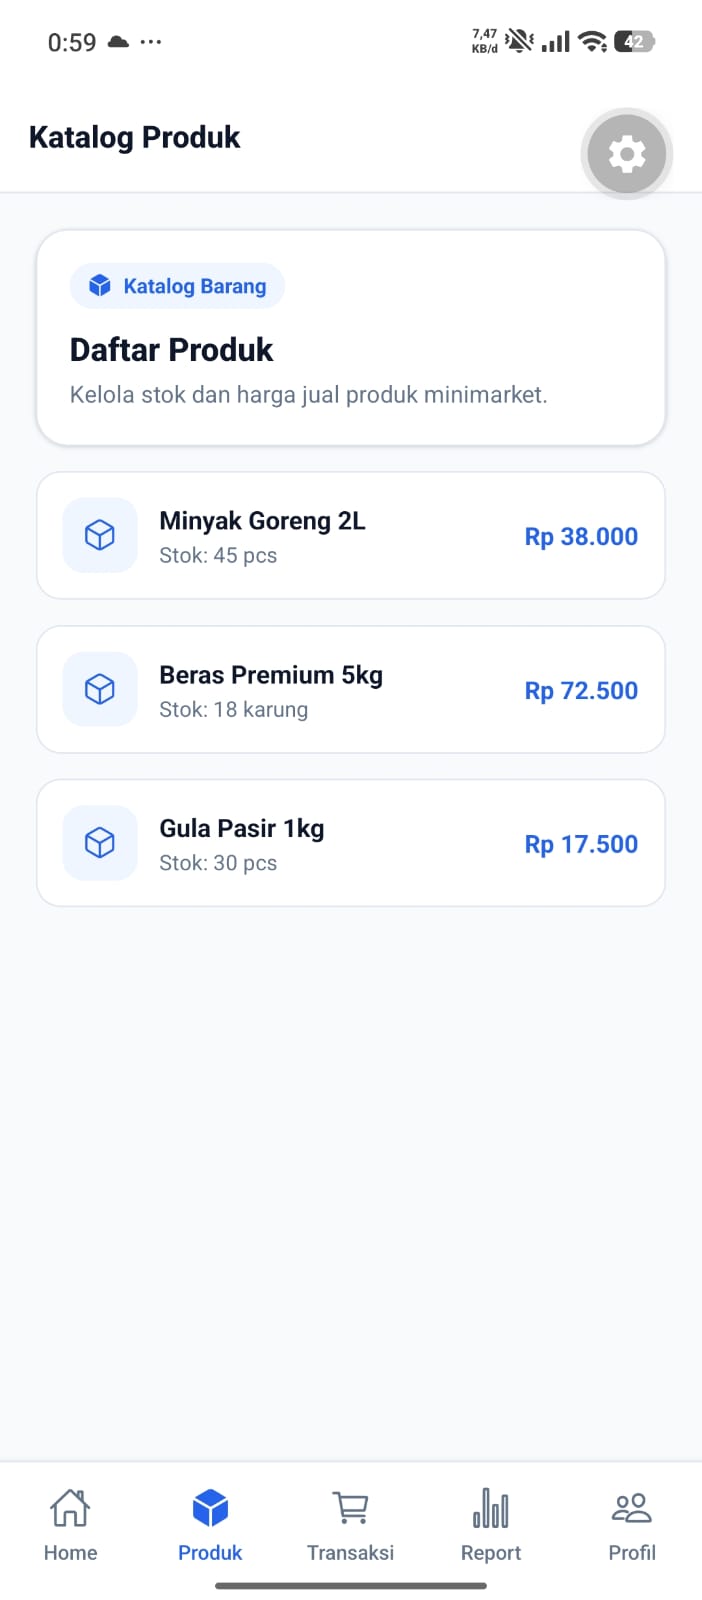 0:59
7,47
KB/d
42
Katalog Produk
Katalog Barang
Daftar Produk
Kelola stok dan harga jual produk minimarket.
Minyak Goreng 2L
Stok: 45 pcs
Rp 38.000
Beras Premium 5kg
Stok: 18 karung
Rp 72.500
Gula Pasir 1kg
Stok: 30 pcs
Rp 17.500
Home
Produk
Transaksi
Report
Profil